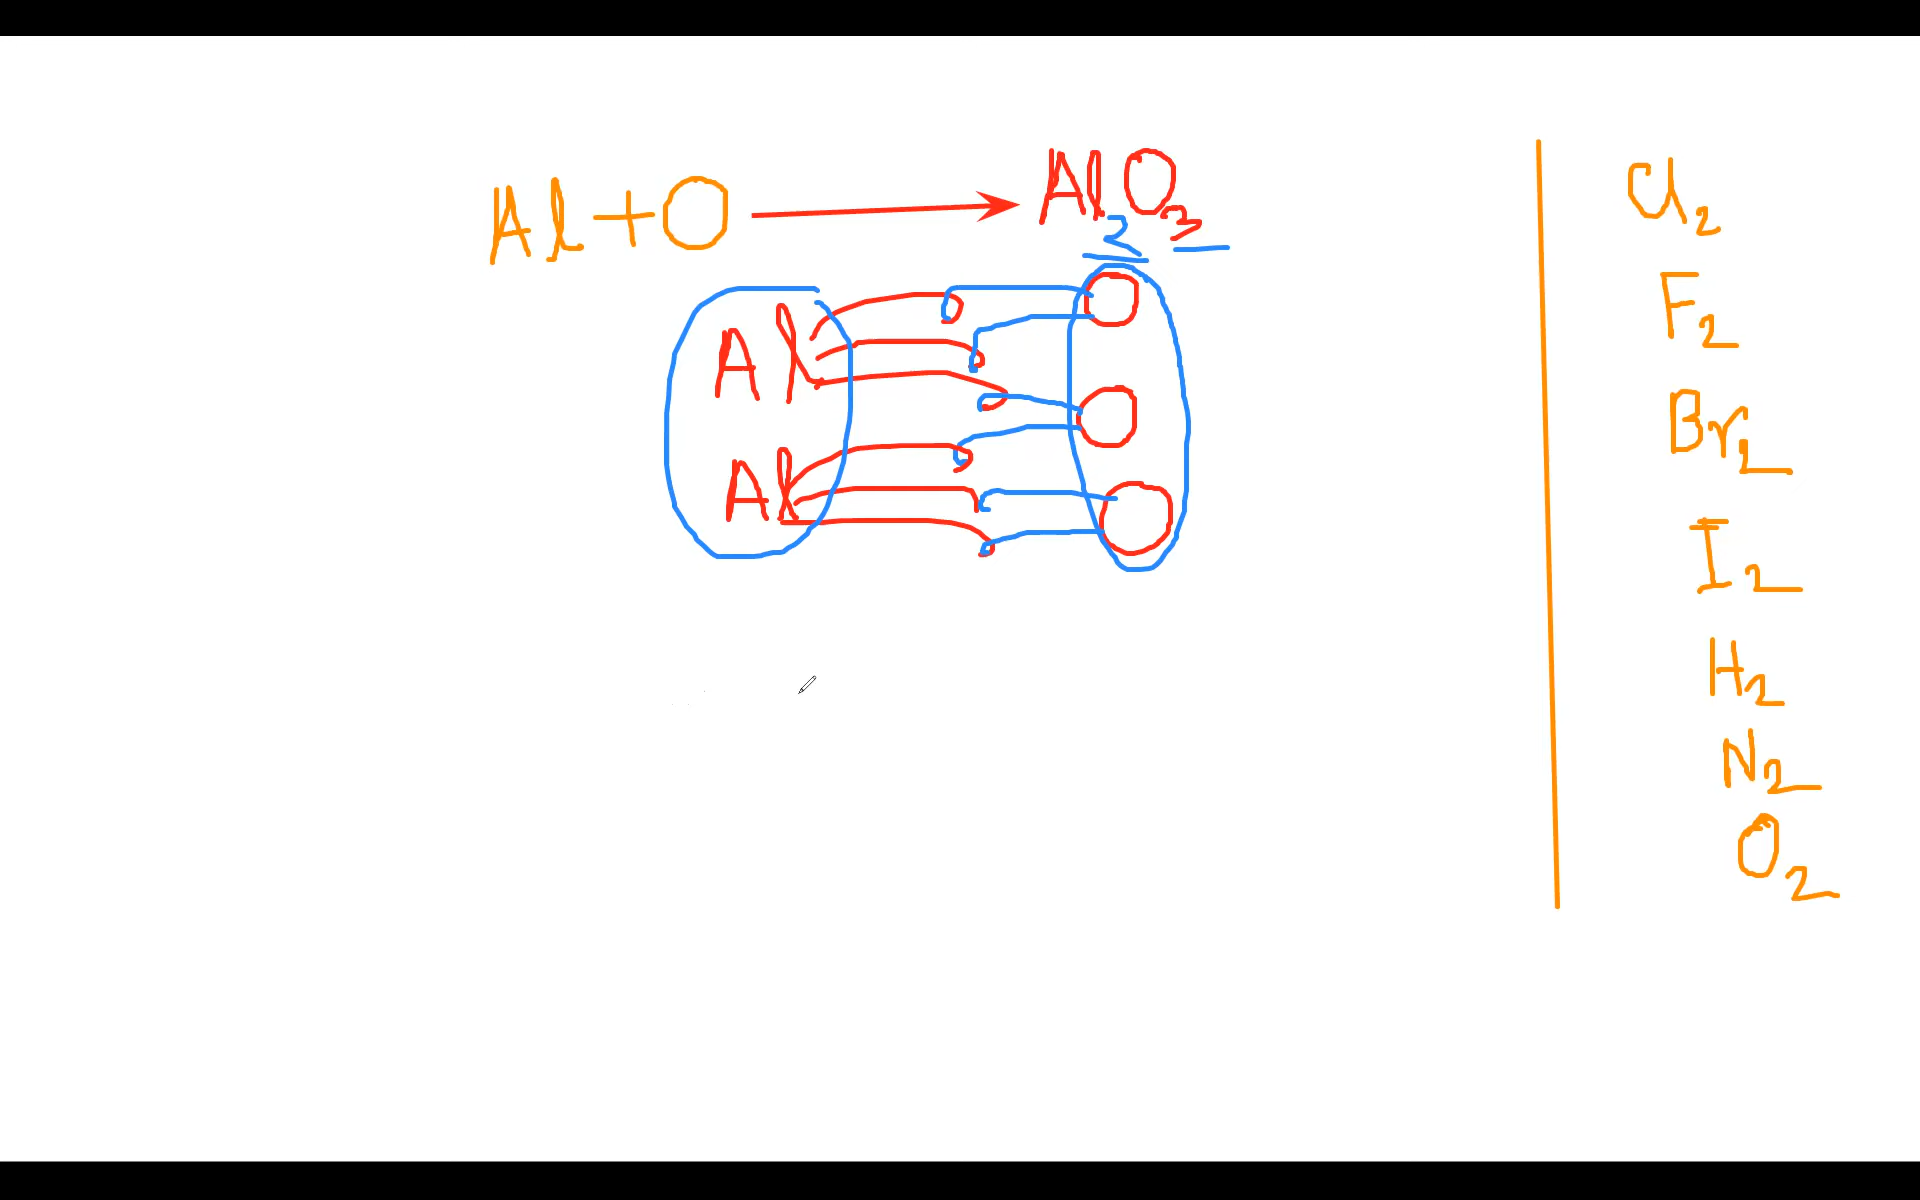 Al + O → Al₂O₃
Al O
O
Al O
Cl₂
F₂
Br₂
I₂
H₂
N₂
O₂